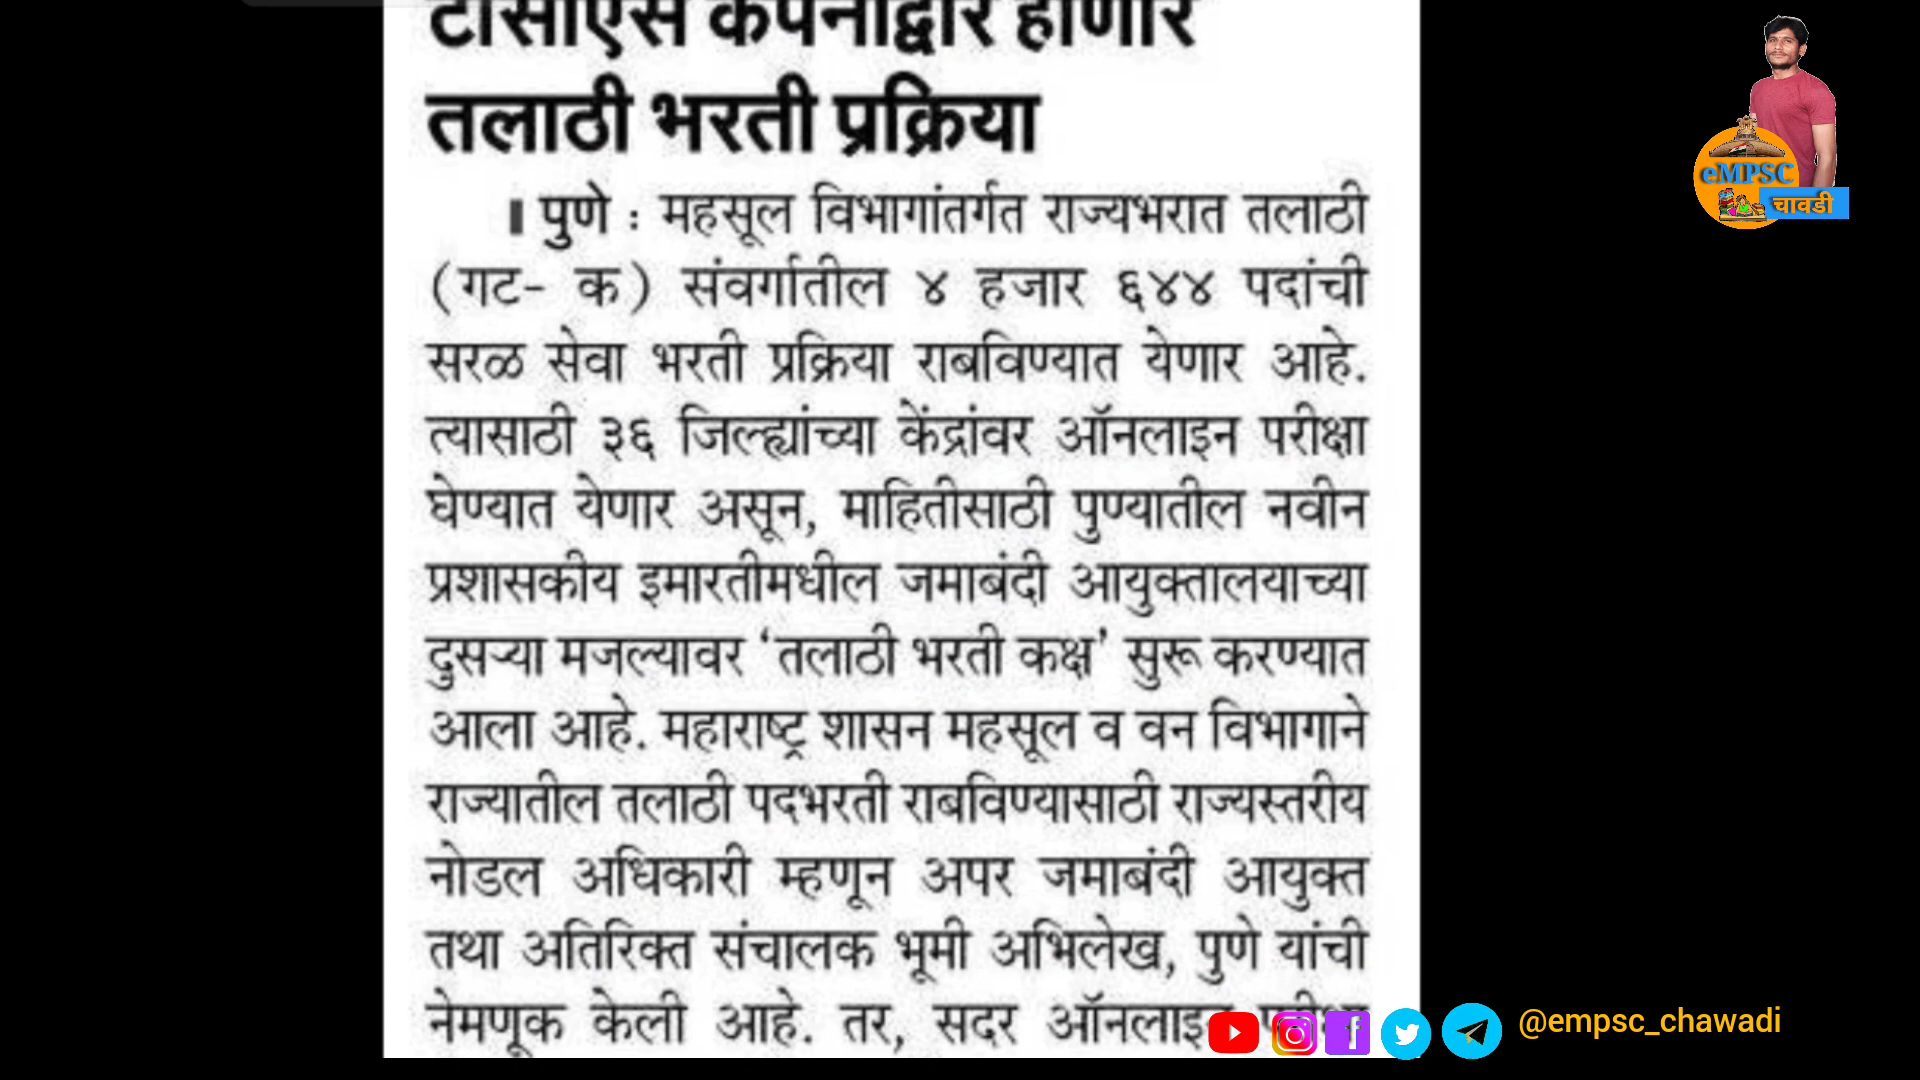 टीसीएस कंपनीद्वारे होणार
तलाठी भरती प्रक्रिया
पुणे : महसूल विभागांतर्गत राज्यभरात तलाठी
(गट- क) संवर्गातील ४ हजार ६४४ पदांची
सरळ सेवा भरती प्रक्रिया राबविण्यात येणार आहे.
त्यासाठी ३६ जिल्ह्यांच्या केंद्रांवर ऑनलाइन परीक्षा
घेण्यात येणार असून, माहितीसाठी पुण्यातील नवीन
प्रशासकीय इमारतीमधील जमाबंदी आयुक्तालयाच्या
दुसऱ्या मजल्यावर ‘तलाठी भरती कक्ष’ सुरू करण्यात
आला आहे. महाराष्ट्र शासन महसूल व वन विभागाने
राज्यातील तलाठी पदभरती राबविण्यासाठी राज्यस्तरीय
नोडल अधिकारी म्हणून अपर जमाबंदी आयुक्त
तथा अतिरिक्त संचालक भूमी अभिलेख, पुणे यांची
नेमणूक केली आहे. तर, सदर ऑनलाइन परीक्षा
eMPSC
चावडी
@empsc_chawadi